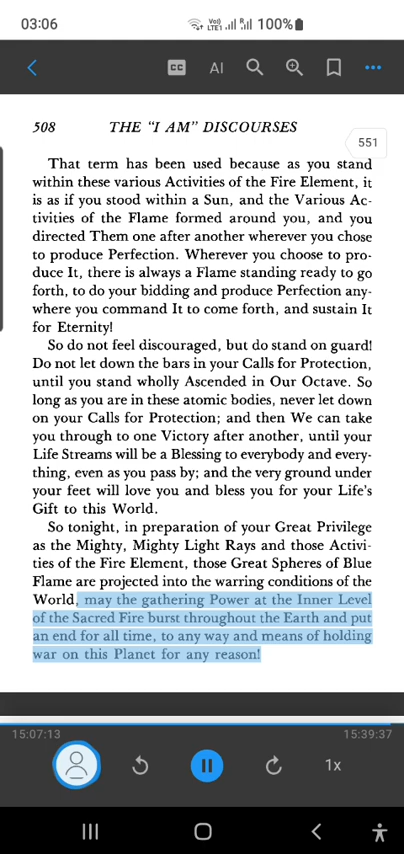 03:06
Voi)
LTE1
R
100%
CC
AI
508 THE "I AM" DISCOURSES
551
That term has been used because as you stand
within these various Activities of the Fire Element, it
is as if you stood within a Sun, and the Various Ac-
tivities of the Flame formed around you, and you
directed Them one after another wherever you chose
to produce Perfection. Wherever you choose to pro-
duce It, there is always a Flame standing ready to go
forth, to do your bidding and produce Perfection any-
where you command It to come forth, and sustain It
for Eternity!
So do not feel discouraged, but do stand on guard!
Do not let down the bars in your Calls for Protection,
until you stand wholly Ascended in Our Octave. So
long as you are in these atomic bodies, never let down
on your Calls for Protection; and then We can take
you through to one Victory after another, until your
Life Streams will be a Blessing to everybody and every-
thing, even as you pass by; and the very ground under
your feet will love you and bless you for your Life's
Gift to this World.
So tonight, in preparation of your Great Privilege
as the Mighty, Mighty Light Rays and those Activi-
ties of the Fire Element, those Great Spheres of Blue
Flame are projected into the warring conditions of the
World, may the gathering Power at the Inner Level
of the Sacred Fire burst throughout the Earth and put
an end for all time, to any way and means of holding
war on this Planet for any reason!
15:07:13 15:39:37
1x